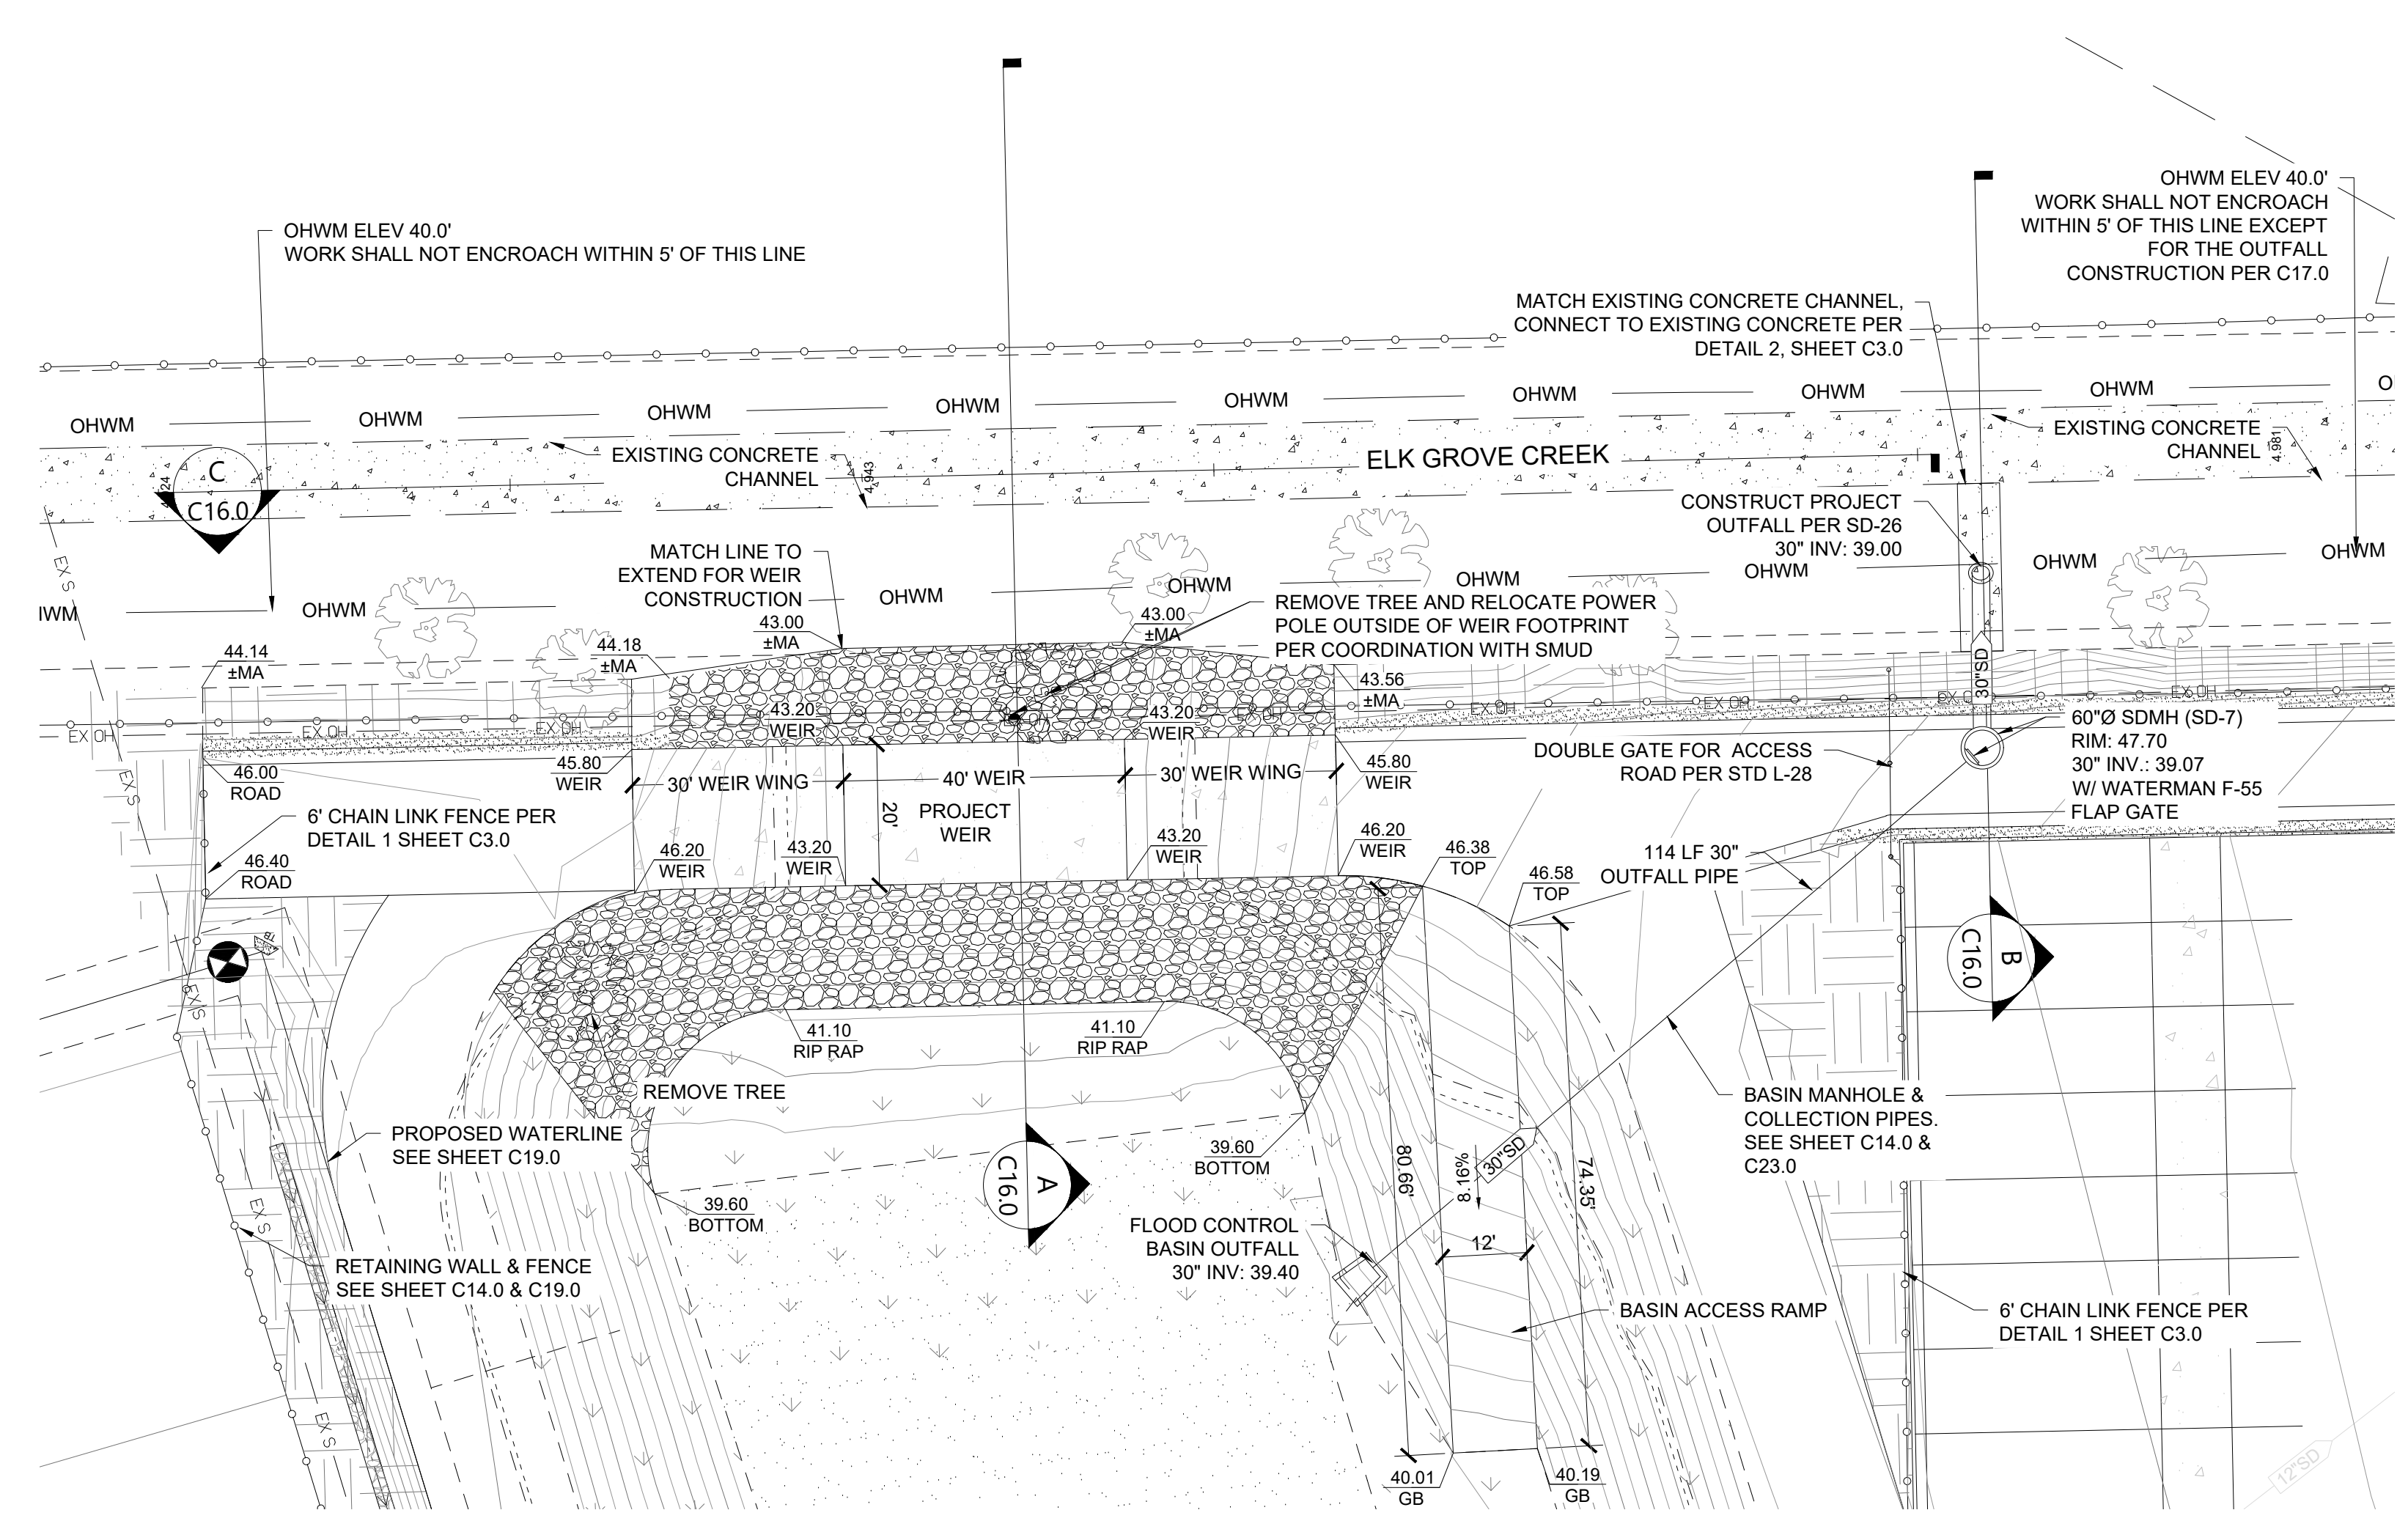 OHWM ELEV 40.0'
WORK SHALL NOT ENCROACH WITHIN 5' OF THIS LINE
OHWM ELEV 40.0'
WORK SHALL NOT ENCROACH
WITHIN 5' OF THIS LINE EXCEPT
FOR THE OUTFALL
CONSTRUCTION PER C17.0
MATCH EXISTING CONCRETE CHANNEL,
CONNECT TO EXISTING CONCRETE PER
DETAIL 2, SHEET C3.0
OHWM
OHWM
OHWM
OHWM
OHWM
OHWM
OHWM
OHWM
EXISTING CONCRETE
CHANNEL
4.943
ELK GROVE CREEK
EXISTING CONCRETE
CHANNEL
4.981
C
C16.0
CONSTRUCT PROJECT
OUTFALL PER SD-26
30" INV: 39.00
EX S
MATCH LINE TO
EXTEND FOR WEIR
CONSTRUCTION
OHWM
OHWM
OHWM
OHWM
OHWM
OHWM
OHWM
REMOVE TREE AND RELOCATE POWER
POLE OUTSIDE OF WEIR FOOTPRINT
PER COORDINATION WITH SMUD
44.14
±MA
44.18
±MA
43.00
±MA
43.00
±MA
43.56
±MA
30"SD
EX OH
EX OH
EX OH
EX OH
EX OH
EX OH
43.20
WEIR
43.20
WEIR
60"Ø SDMH (SD-7)
RIM: 47.70
30" INV.: 39.07
W/ WATERMAN F-55
FLAP GATE
DOUBLE GATE FOR ACCESS
ROAD PER STD L-28
EX S
46.00
ROAD
45.80
WEIR
45.80
WEIR
30' WEIR WING
40' WEIR
30' WEIR WING
20'
PROJECT
WEIR
6' CHAIN LINK FENCE PER
DETAIL 1 SHEET C3.0
46.40
ROAD
46.20
WEIR
43.20
WEIR
43.20
WEIR
46.20
WEIR
46.38
TOP
46.58
TOP
114 LF 30"
OUTFALL PIPE
B
C16.0
EX S
41.10
RIP RAP
41.10
RIP RAP
REMOVE TREE
PROPOSED WATERLINE
SEE SHEET C19.0
BASIN MANHOLE &
COLLECTION PIPES.
SEE SHEET C14.0 &
C23.0
39.60
BOTTOM
39.60
BOTTOM
A
C16.0
80.66'
8.16%
30"SD
74.35'
12'
EX S
FLOOD CONTROL
BASIN OUTFALL
30" INV: 39.40
RETAINING WALL & FENCE
SEE SHEET C14.0 & C19.0
BASIN ACCESS RAMP
6' CHAIN LINK FENCE PER
DETAIL 1 SHEET C3.0
EX S
40.01
GB
40.19
GB
12"SD